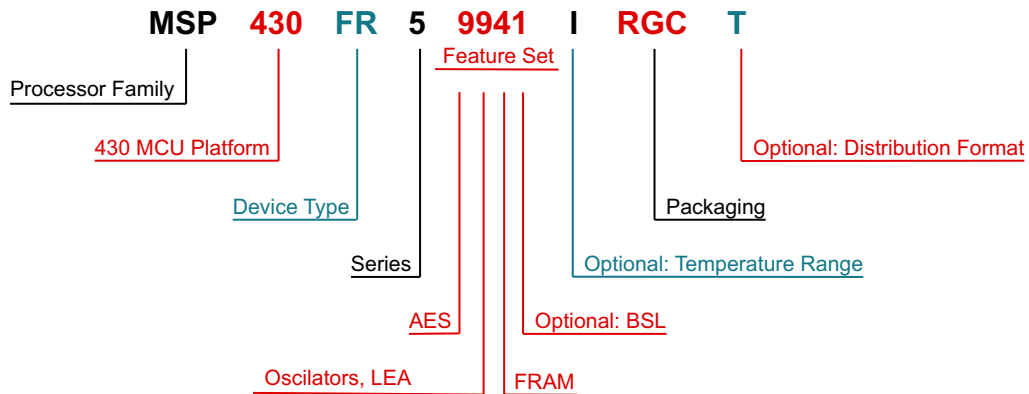 MSP 430 FR 5 9941 I RGC T
Feature Set
Processor Family
430 MCU Platform
Optional: Distribution Format
Device Type
Packaging
Series
Optional: Temperature Range
AES
Optional: BSL
Oscilators, LEA
FRAM